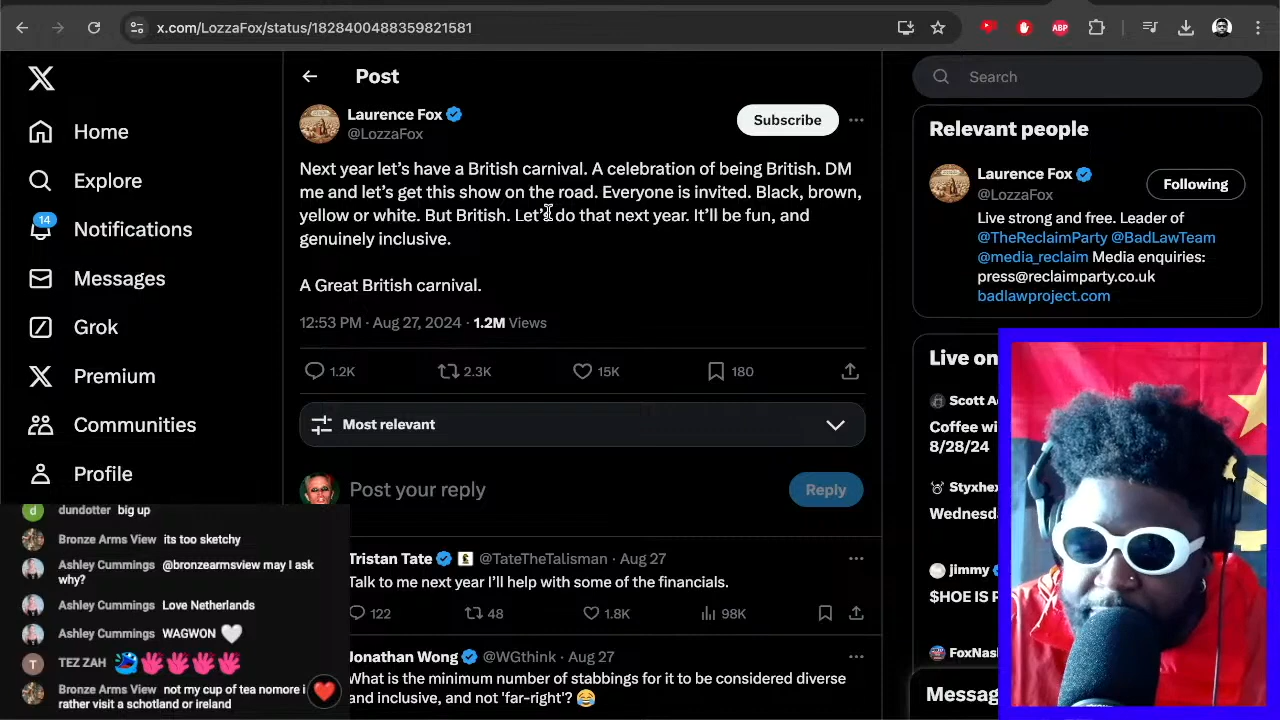 x.com/LozzaFox/status/1828400488359821581
ABP
Home
Explore
14
Notifications
Messages
Grok
Premium
Communities
Profile
Post
Laurence Fox
@LozzaFox
Subscribe
Next year let's have a British carnival. A celebration of being British. DM
me and let's get this show on the road. Everyone is invited. Black, brown,
yellow or white. But British. Let's do that next year. It'll be fun, and
genuinely inclusive.
A Great British carnival.
12:53 PM · Aug 27, 2024 · 1.2M Views
1.2K
2.3K
15K
180
Most relevant
Post your reply
Reply
Tristan Tate @TateTheTalisman · Aug 27
Talk to me next year I'll help with some of the financials.
122
48
1.8K
98K
Jonathan Wong @WGthink · Aug 27
What is the minimum number of stabbings for it to be considered diverse
and inclusive, and not 'far-right'? 😂
Search
Relevant people
Laurence Fox
@LozzaFox
Following
Live strong and free. Leader of
@TheReclaimParty @BadLawTeam
@media_reclaim Media enquiries:
press@reclaimparty.co.uk
badlawproject.com
Live on
Scott A
Coffee wi
8/28/24
Styxhex
Wednesda
jimmy
$HOE IS F
FoxNas
Messag
d
dundotter big up
Bronze Arms View its too sketchy
Ashley Cummings @bronzearmsview may I ask
why?
Ashley Cummings Love Netherlands
Ashley Cummings WAGWON 🤍
T
TEZ ZAH
Bronze Arms View not my cup of tea nomore i
rather visit a schotland or ireland